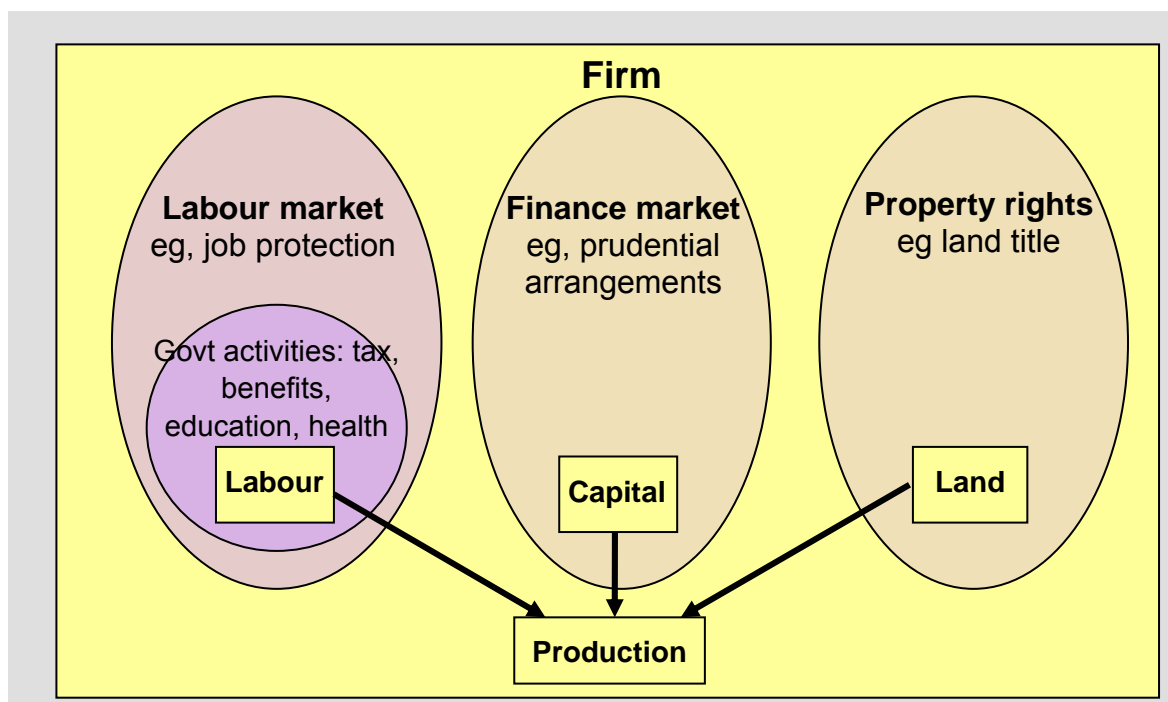 Firm
Labour market
eg, job protection
Finance market
eg, prudential
arrangements
Property rights
eg land title
Govt activities: tax,
benefits,
education, health
Labour
Capital
Land
Production